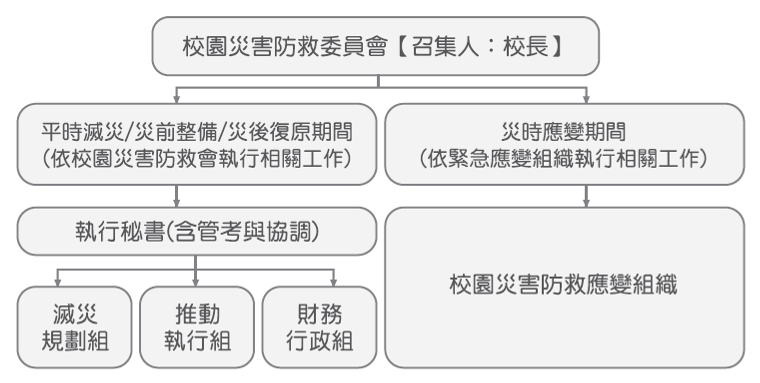 校園災害防救委員會【召集人：校長】
平時減災/災前整備/災後復原期間
(依校園災害防救會執行相關工作)
災時應變期間
(依緊急應變組織執行相關工作)
執行秘書(含管考與協調)
校園災害防救應變組織
減災
規劃組
推動
執行組
財務
行政組